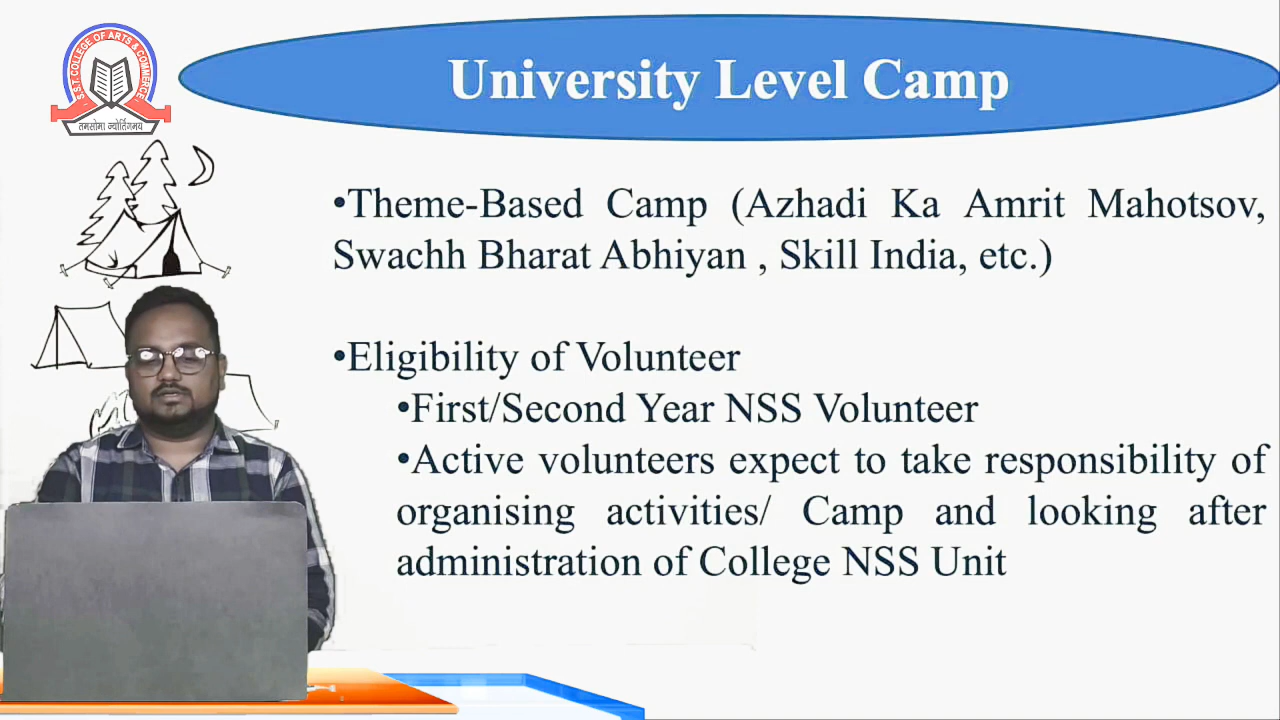 S.S.T. COLLEGE OF ARTS & COMMERCE
तमसोमा ज्योर्तिगमय
University Level Camp
•Theme-Based Camp (Azhadi Ka Amrit Mahotsov,
Swachh Bharat Abhiyan , Skill India, etc.)
•Eligibility of Volunteer
•First/Second Year NSS Volunteer
•Active volunteers expect to take responsibility of
organising activities/ Camp and looking after
administration of College NSS Unit